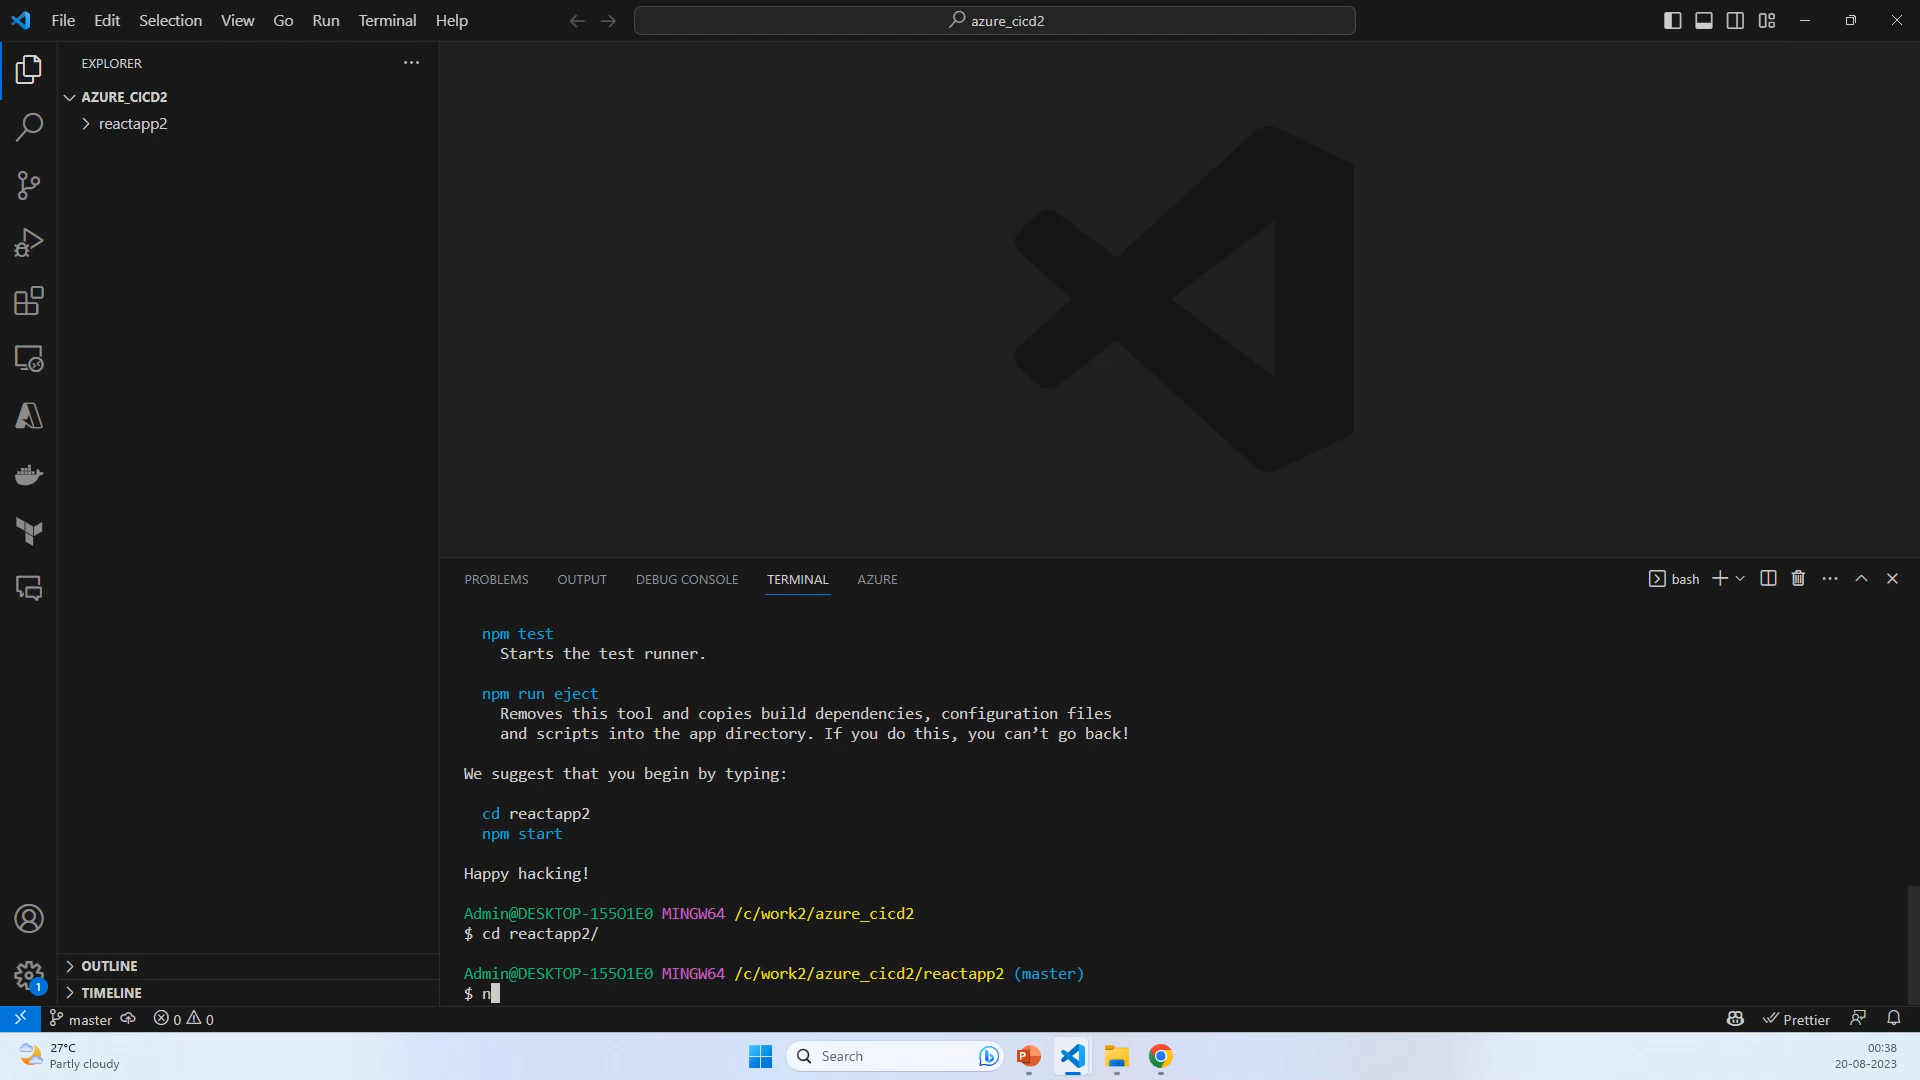 File Edit Selection View Go Run Terminal Help
azure_cicd2
EXPLORER
AZURE_CICD2
reactapp2
PROBLEMS OUTPUT DEBUG CONSOLE TERMINAL AZURE
bash
npm test
Starts the test runner.
npm run eject
Removes this tool and copies build dependencies, configuration files
and scripts into the app directory. If you do this, you can’t go back!
We suggest that you begin by typing:
cd reactapp2
npm start
Happy hacking!
Admin@DESKTOP-155O1E0 MINGW64 /c/work2/azure_cicd2
$ cd reactapp2/
Admin@DESKTOP-155O1E0 MINGW64 /c/work2/azure_cicd2/reactapp2 (master)
$ n
OUTLINE
TIMELINE
1
master 0 0
Prettier
27°C
Partly cloudy
Search
00:38
20-08-2023